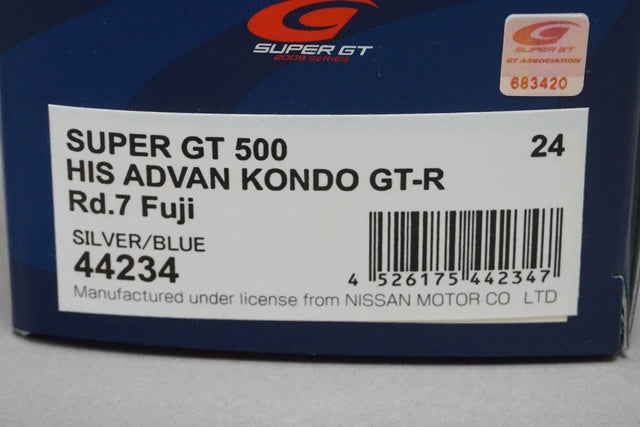 SUPER GT
2009 SERIES
SUPER GT
GT ASSOCIATION
683420
SUPER GT 500 24
HIS ADVAN KONDO GT-R
Rd.7 Fuji
SILVER/BLUE
44234
4 526175 442347
Manufactured under license from NISSAN MOTOR CO LTD